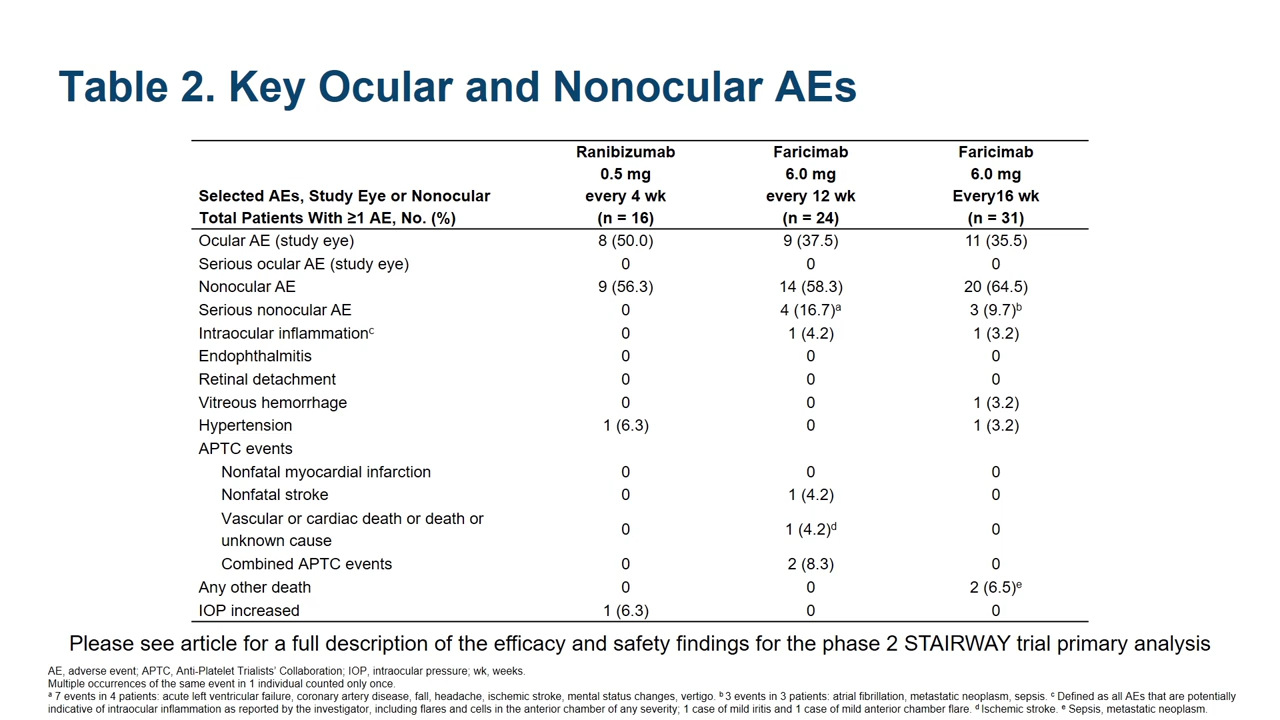 Table 2. Key Ocular and Nonocular AEs
Selected AEs, Study Eye or Nonocular Total Patients With ≥1 AE, No. (%) | Ranibizumab 0.5 mg every 4 wk (n = 16) | Faricimab 6.0 mg every 12 wk (n = 24) | Faricimab 6.0 mg Every16 wk (n = 31)
Ocular AE (study eye) 8 (50.0) 9 (37.5) 11 (35.5)
Serious ocular AE (study eye) 0 0 0
Nonocular AE 9 (56.3) 14 (58.3) 20 (64.5)
Serious nonocular AE 0 4 (16.7)a 3 (9.7)b
Intraocular inflammationc 0 1 (4.2) 1 (3.2)
Endophthalmitis 0 0 0
Retinal detachment 0 0 0
Vitreous hemorrhage 0 0 1 (3.2)
Hypertension 1 (6.3) 0 1 (3.2)
APTC events
Nonfatal myocardial infarction 0 0 0
Nonfatal stroke 0 1 (4.2) 0
Vascular or cardiac death or death or unknown cause 0 1 (4.2)d 0
Combined APTC events 0 2 (8.3) 0
Any other death 0 0 2 (6.5)e
IOP increased 1 (6.3) 0 0
Please see article for a full description of the efficacy and safety findings for the phase 2 STAIRWAY trial primary analysis
AE, adverse event; APTC, Anti-Platelet Trialists' Collaboration; IOP, intraocular pressure; wk, weeks.
Multiple occurrences of the same event in 1 individual counted only once.
a 7 events in 4 patients: acute left ventricular failure, coronary artery disease, fall, headache, ischemic stroke, mental status changes, vertigo. b 3 events in 3 patients: atrial fibrillation, metastatic neoplasm, sepsis. c Defined as all AEs that are potentially
indicative of intraocular inflammation as reported by the investigator, including flares and cells in the anterior chamber of any severity; 1 case of mild iritis and 1 case of mild anterior chamber flare. d Ischemic stroke. e Sepsis, metastatic neoplasm.